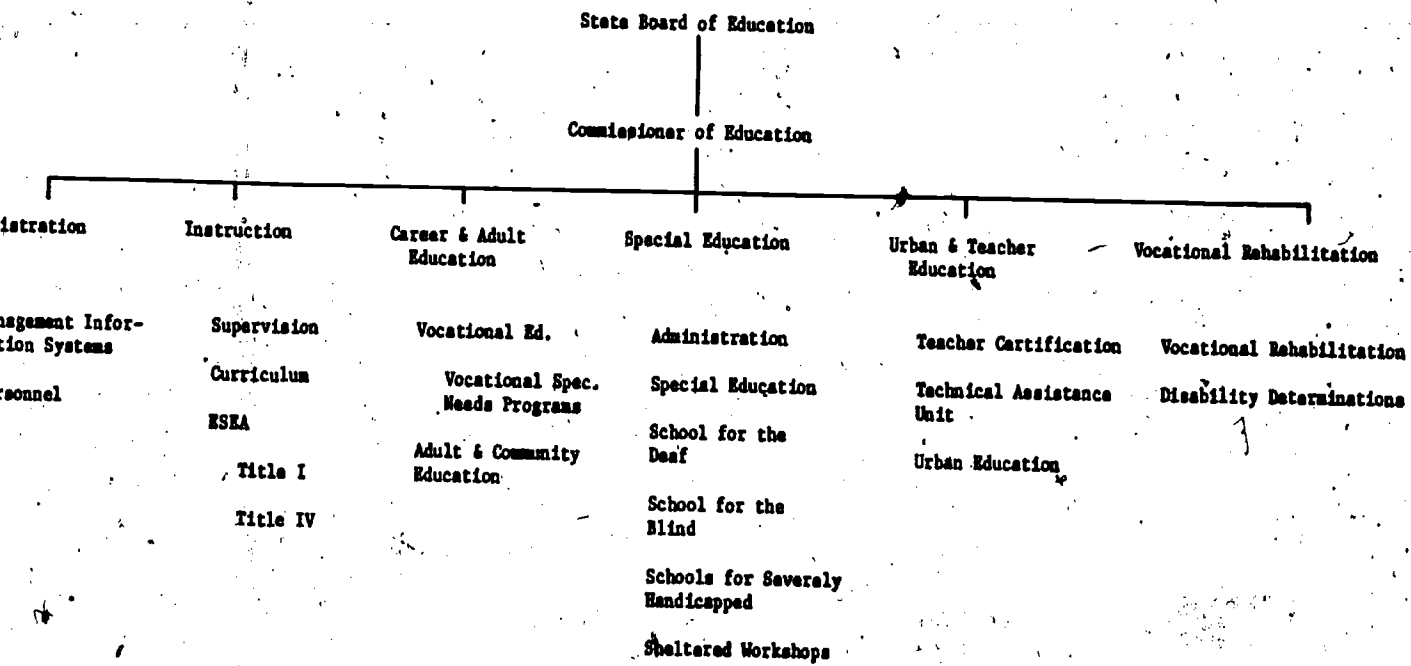 State Board of Education
Commissioner of Education
istration
Instruction
Career & Adult
Education
Special Education
Urban & Teacher
Education
Vocational Rehabilitation
nagement Infor-
tion Systems
rsonnel
Supervision
Curriculum
ESEA
Title I
Title IV
Vocational Ed.
Vocational Spec.
Needs Programs
Adult & Community
Education
Administration
Special Education
School for the
Deaf
School for the
Blind
Schools for Severely
Handicapped
Sheltered Workshops
Teacher Certification
Technical Assistance
Unit
Urban Education
Vocational Rehabilitation
Disability Determinations